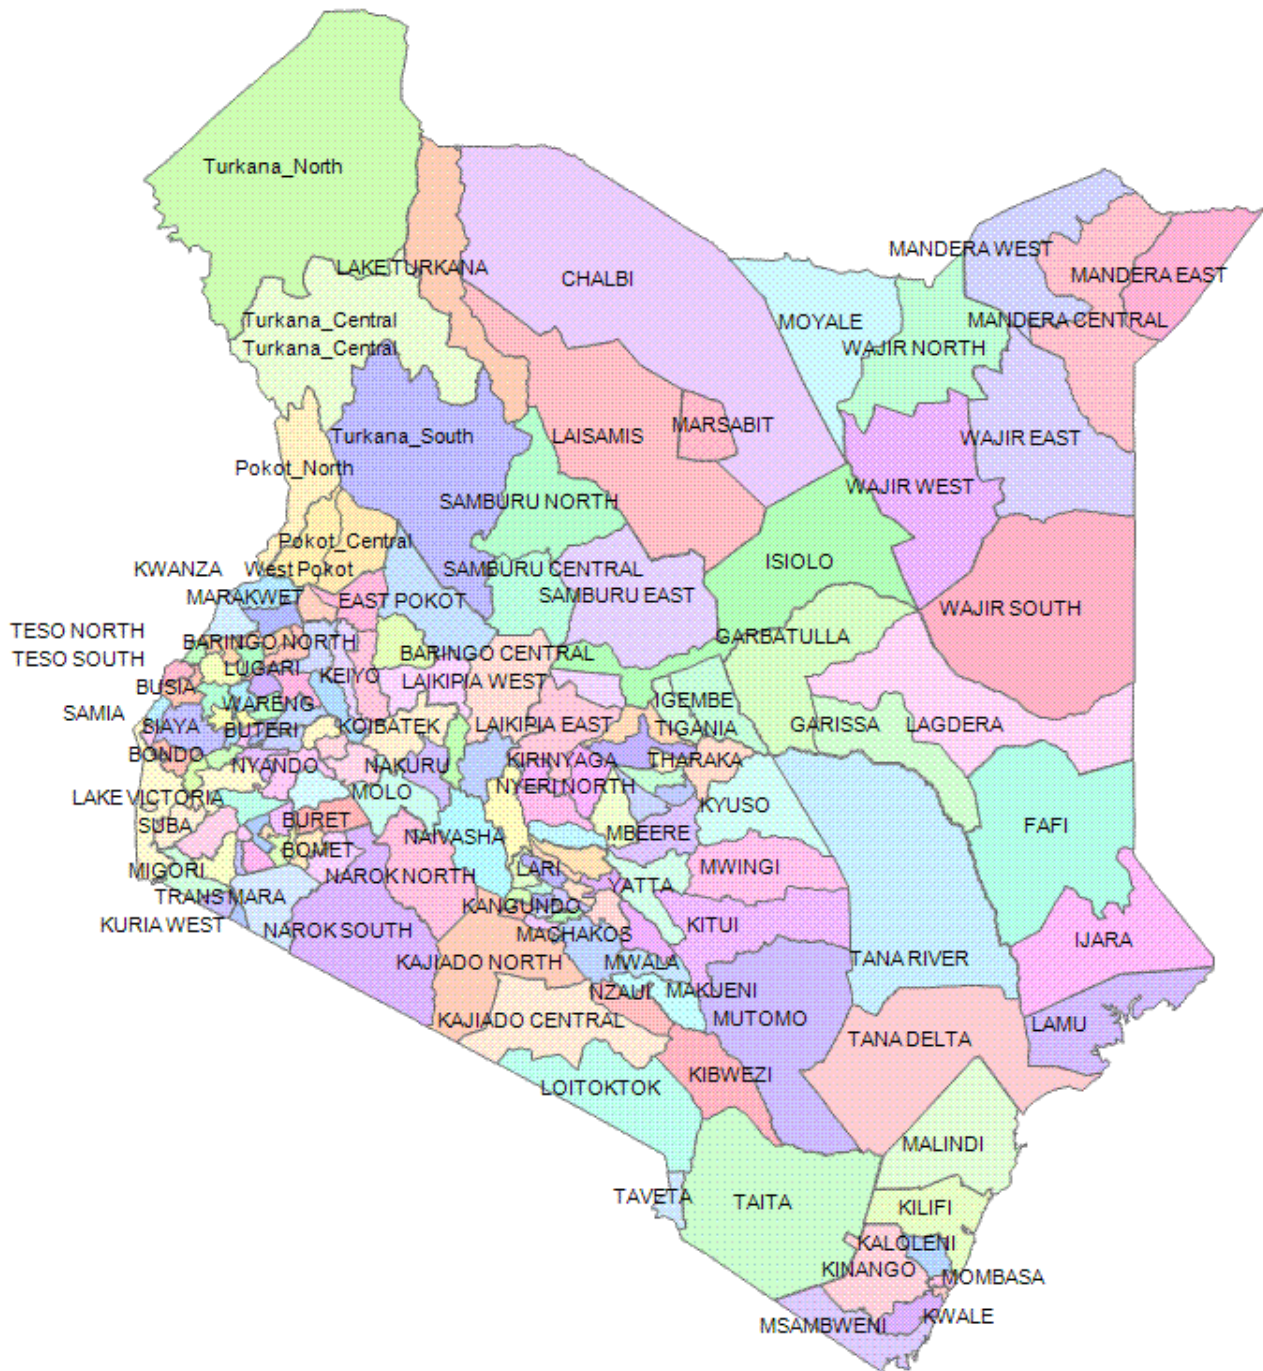 Turkana_North
MANDERA WEST
LAKE TURKANA
CHALBI
MANDERA EAST
Turkana_Central
MOYALE
MANDERA CENTRAL
Turkana_Central
WAJIR NORTH
MARSABIT
Turkana_South
LAISAMIS
WAJIR EAST
Pokot_North
WAJIR WEST
SAMBURU NORTH
Pokot_Central
ISIOLO
KWANZA
West Pokot
SAMBURU CENTRAL
MARAKWET
EAST POKOT
SAMBURU EAST
WAJIR SOUTH
TESO NORTH
BARINGO NORTH
GARBATULLA
TESO SOUTH
LUGARI
BARINGO CENTRAL
KEIYO
BUSIA
LAIKIPIA WEST
IGEMBE
WARENG
SAMIA
SIAYA
BUTERI
KOIBATEK
LAIKIPIA EAST
TIGANIA
GARISSA
LAGDERA
BONDO
NYANDO
NAKURU
KIRINYAGA
THARAKA
NYERI NORTH
LAKE VICTORIA
MOLO
KYUSO
SUBA
BURET
NAIVASHA
MBEERE
FAFI
BOMET
MIGORI
NAROK NORTH
LARI
MWINGI
YATTA
TRANS MARA
KANGUNDO
KURIA WEST
NAROK SOUTH
MACHAKOS
KITUI
IJARA
KAJIADO NORTH
MWALA
TANA RIVER
NZAUI
MAKUENI
KAJIADO CENTRAL
MUTOMO
LAMU
TANA DELTA
KIBWEZI
LOITOKTOK
MALINDI
TAVETA
TAITA
KILIFI
KALOLENI
KINANGO
MOMBASA
MSAMBWENI
KWALE